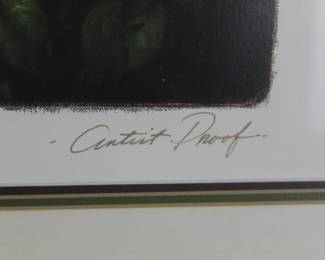 - Artist Proof -